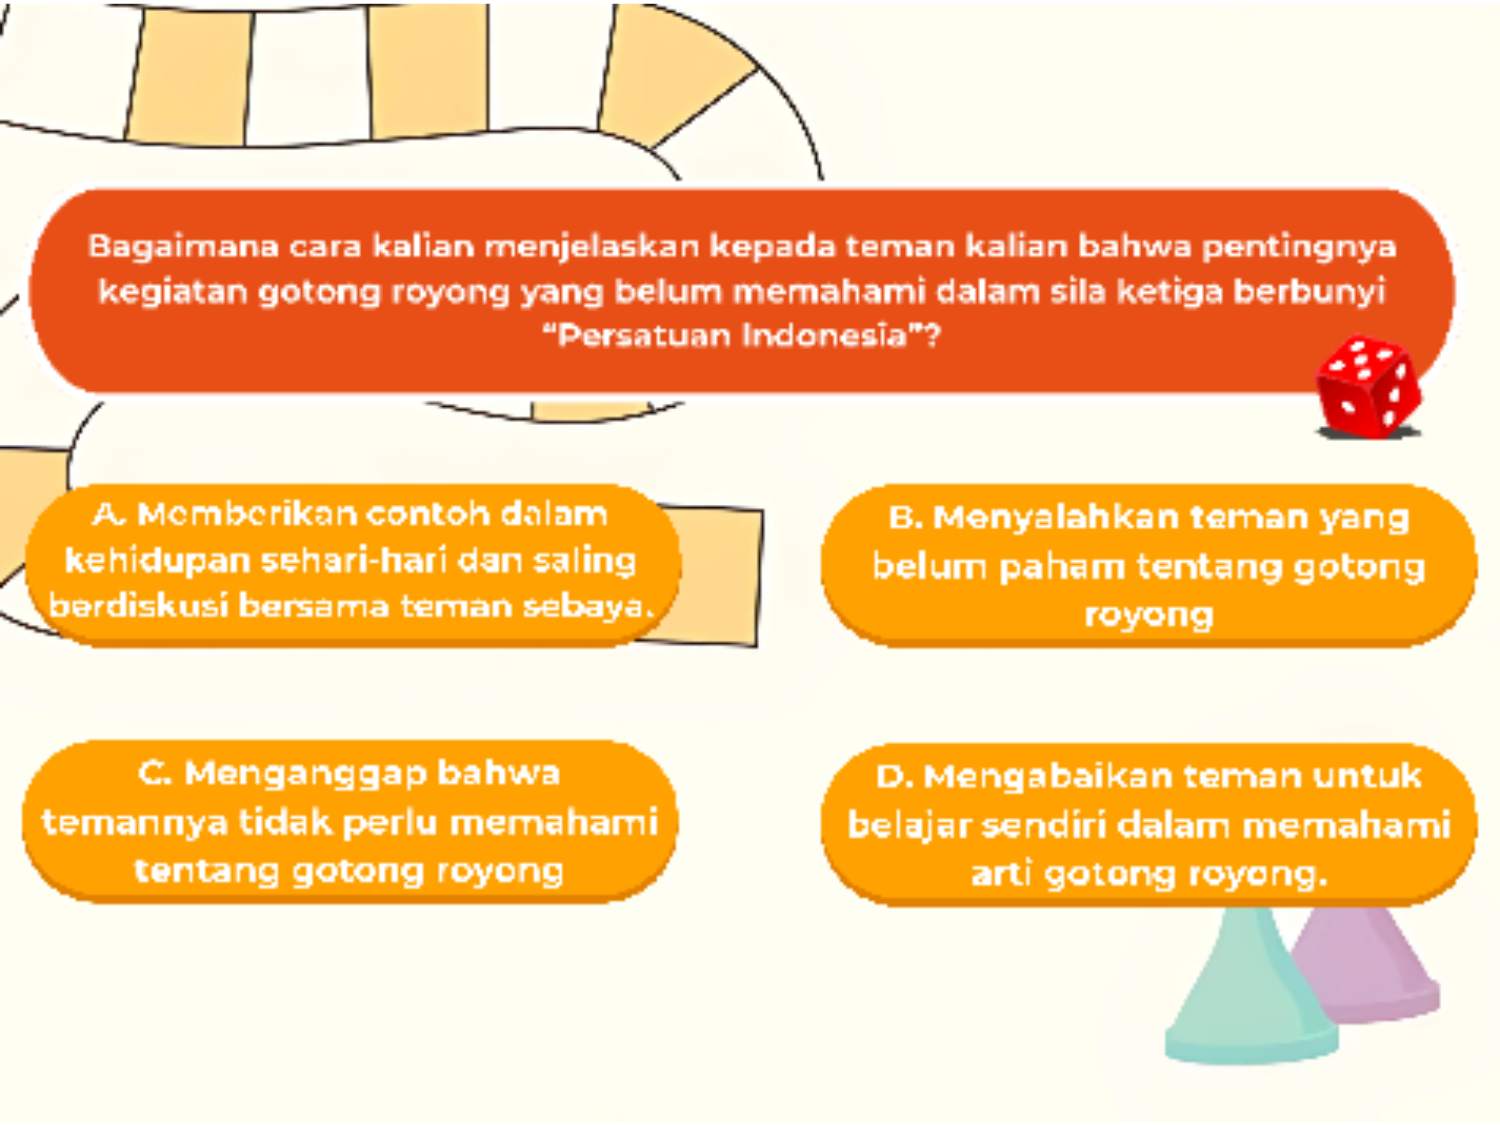 Bagaimana cara kalian menjelaskan kepada teman kalian bahwa pentingnya
kegiatan gotong royong yang belum memahami dalam sila ketiga berbunyi
“Persatuan Indonesia”?
A. Memberikan contoh dalam
kehidupan sehari-hari dan saling
berdiskusi bersama teman sebaya.
B. Menyalahkan teman yang
belum paham tentang gotong
royong
C. Menganggap bahwa
temannya tidak perlu memahami
tentang gotong royong
D. Mengabaikan teman untuk
belajar sendiri dalam memahami
arti gotong royong.